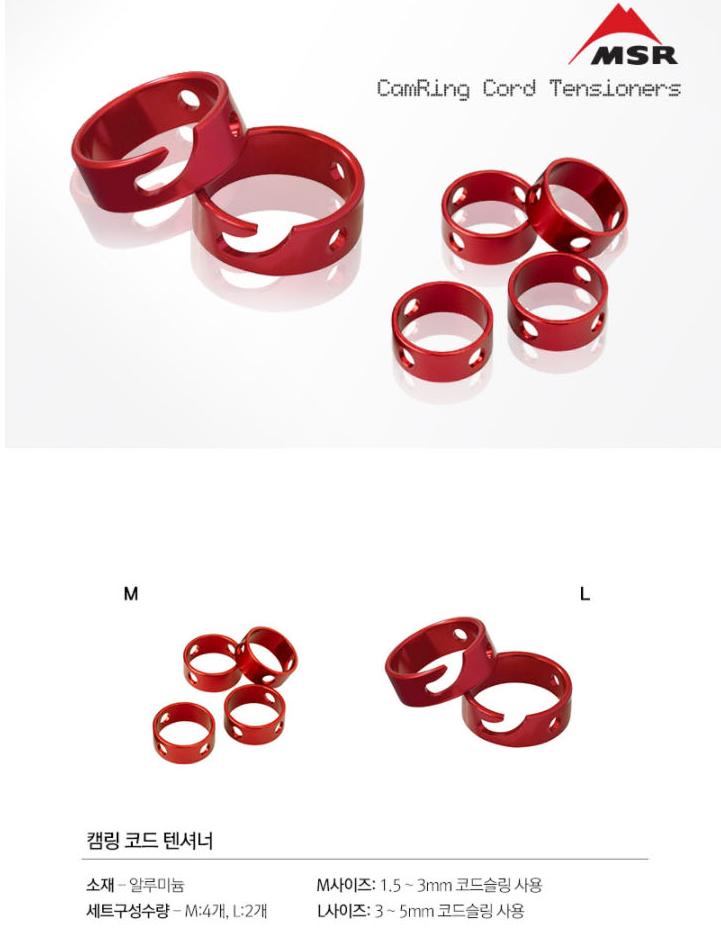 MSR
CamRing Cord Tensioners
M
L
캠링 코드 텐셔너
소재 – 알루미늄
M사이즈: 1.5 ~ 3mm 코드슬링 사용
세트구성수량 – M:4개, L:2개
L사이즈: 3 ~ 5mm 코드슬링 사용